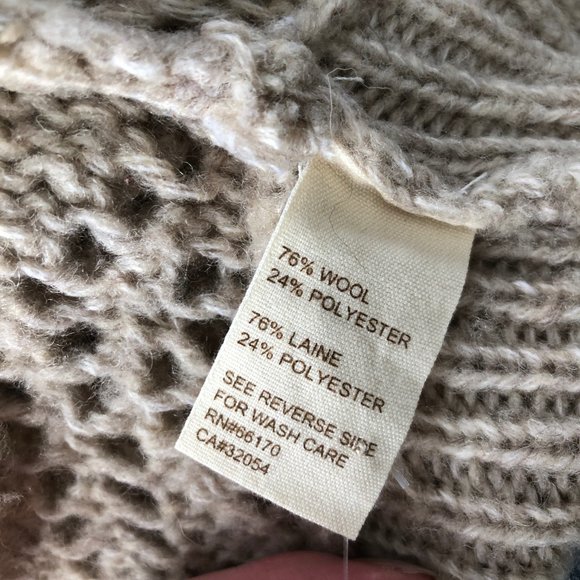 76% WOOL
24% POLYESTER
76% LAINE
24% POLYESTER
SEE REVERSE SIDE
FOR WASH CARE
RN#66170
CA#32054